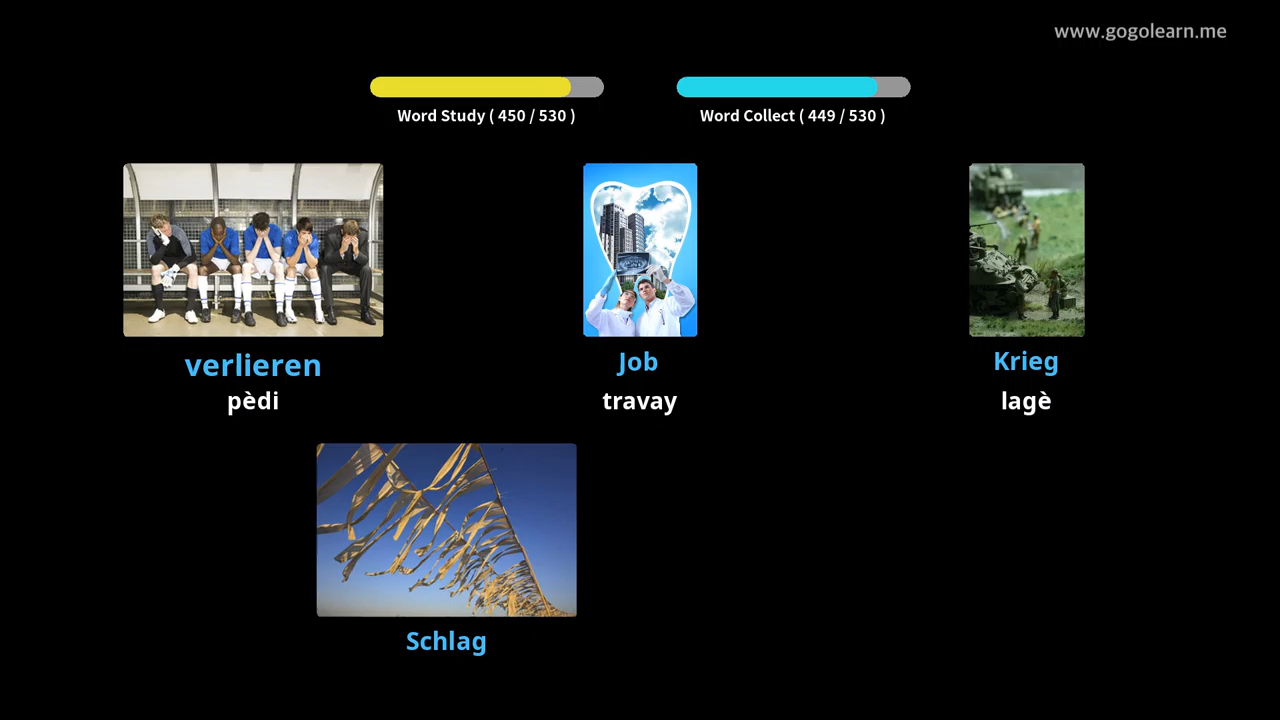 www.gogolearn.me
Word Study ( 450 / 530 )
Word Collect ( 449 / 530 )
verlieren
pèdi
Job
travay
Krieg
lagè
Schlag